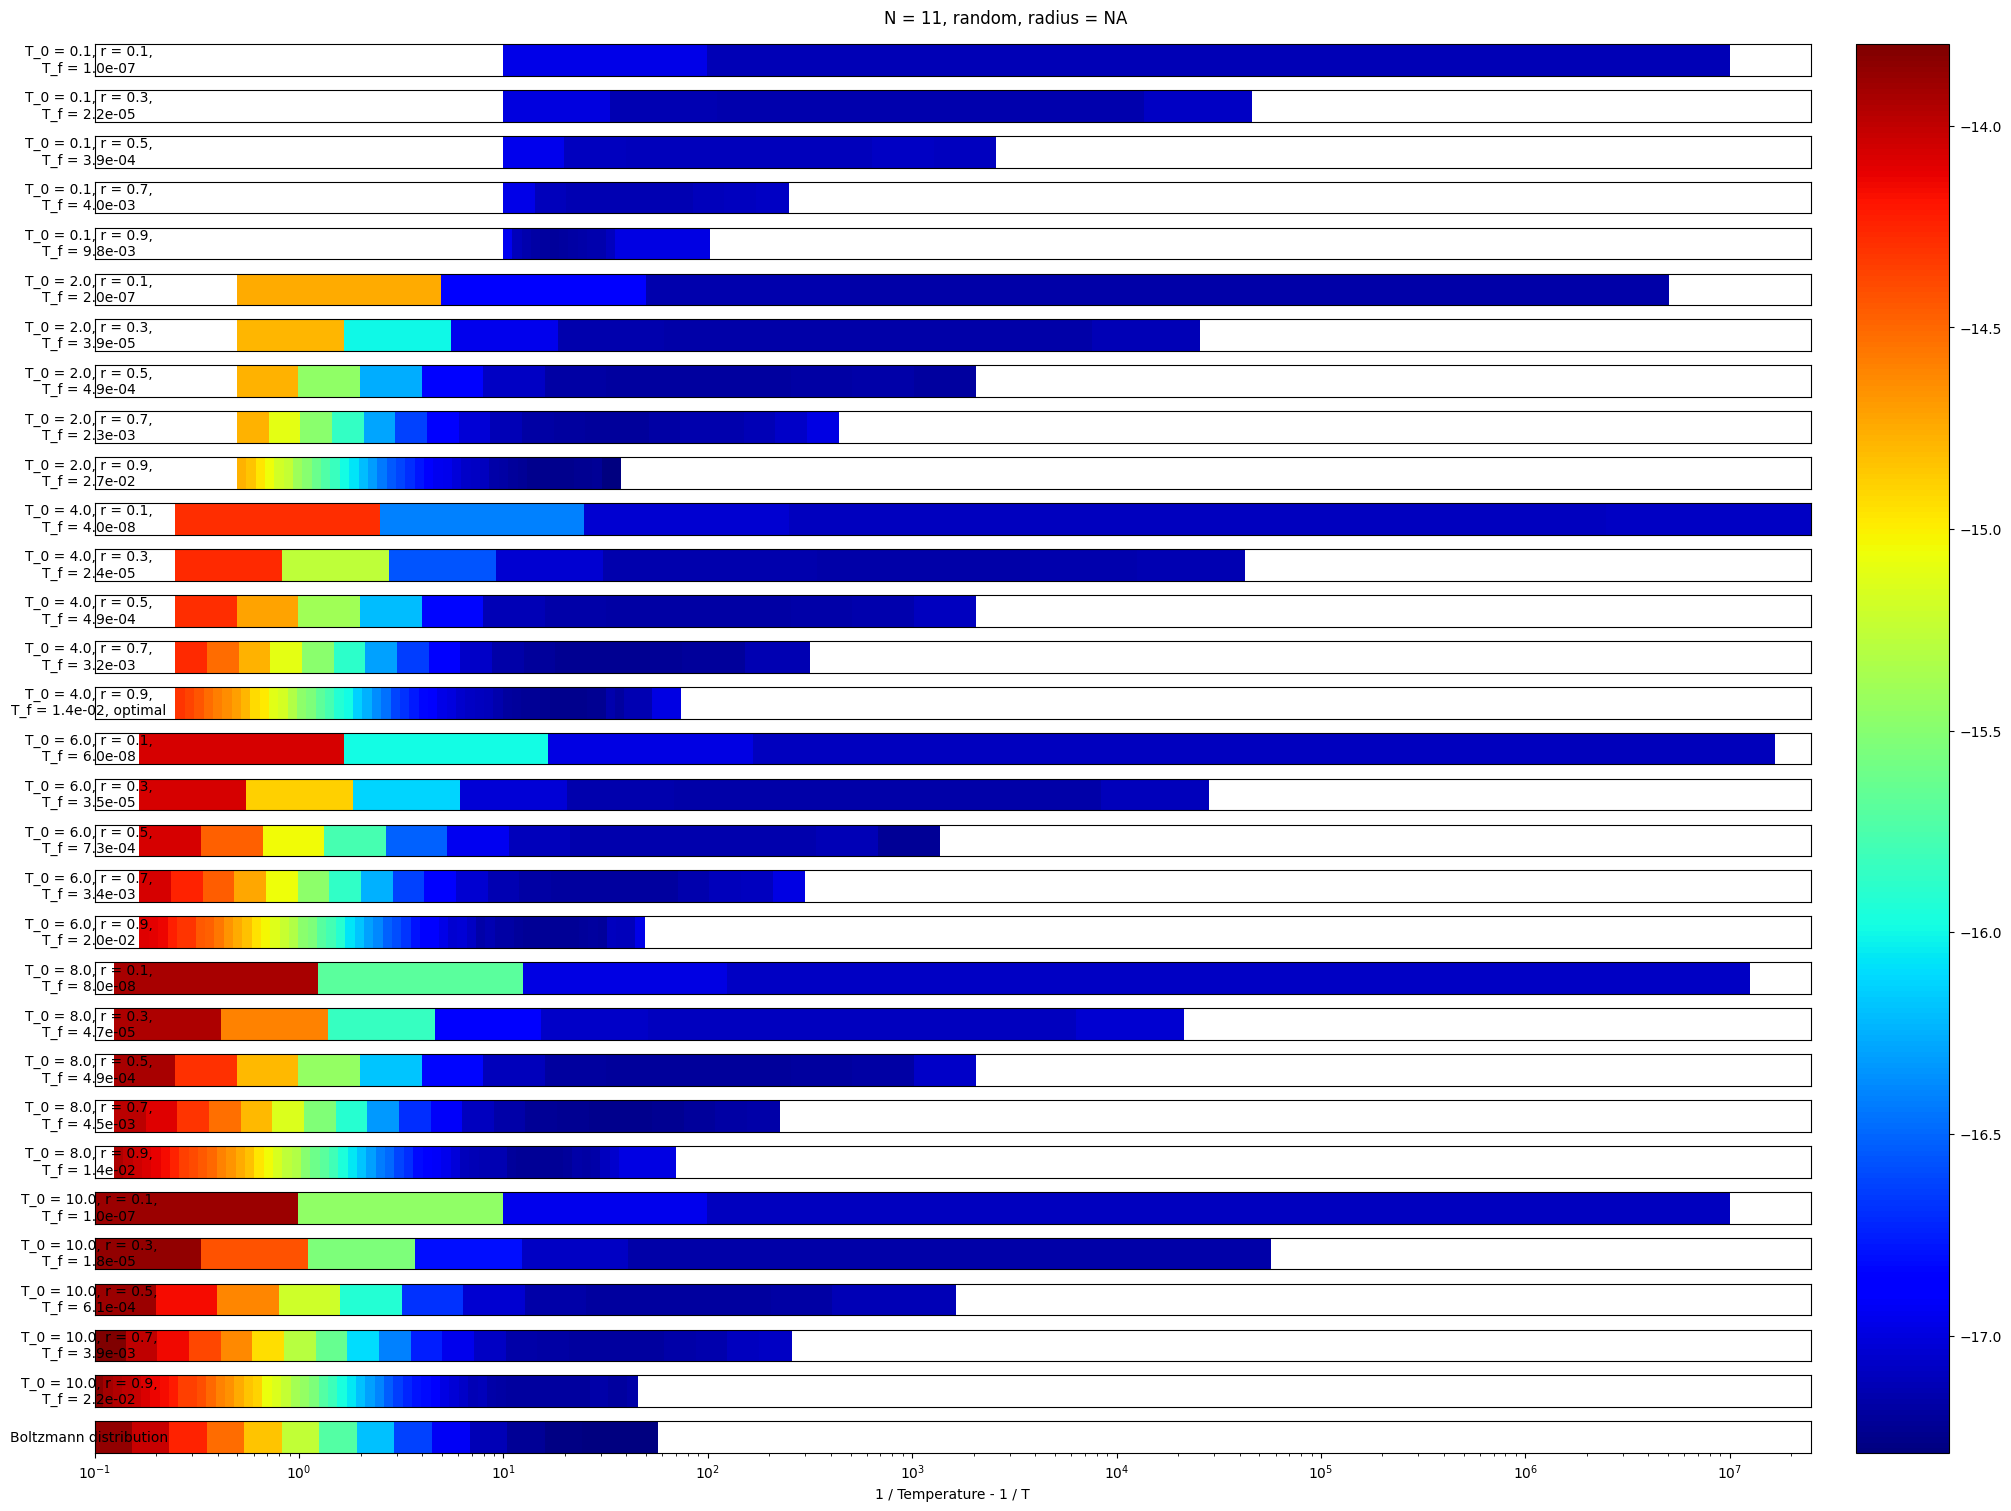 N = 11, random, radius = NA
T_0 = 0.1, r = 0.1,
T_f = 1.0e-07
T_0 = 0.1, r = 0.3,
T_f = 2.2e-05
T_0 = 0.1, r = 0.5,
T_f = 3.9e-04
T_0 = 0.1, r = 0.7,
T_f = 4.0e-03
T_0 = 0.1, r = 0.9,
T_f = 9.8e-03
T_0 = 2.0, r = 0.1,
T_f = 2.0e-07
T_0 = 2.0, r = 0.3,
T_f = 3.9e-05
T_0 = 2.0, r = 0.5,
T_f = 4.9e-04
T_0 = 2.0, r = 0.7,
T_f = 2.3e-03
T_0 = 2.0, r = 0.9,
T_f = 2.7e-02
T_0 = 4.0, r = 0.1,
T_f = 4.0e-08
T_0 = 4.0, r = 0.3,
T_f = 2.4e-05
T_0 = 4.0, r = 0.5,
T_f = 4.9e-04
T_0 = 4.0, r = 0.7,
T_f = 3.2e-03
T_0 = 4.0, r = 0.9,
T_f = 1.4e-02, optimal
T_0 = 6.0, r = 0.1,
T_f = 6.0e-08
T_0 = 6.0, r = 0.3,
T_f = 3.5e-05
T_0 = 6.0, r = 0.5,
T_f = 7.3e-04
T_0 = 6.0, r = 0.7,
T_f = 3.4e-03
T_0 = 6.0, r = 0.9,
T_f = 2.0e-02
T_0 = 8.0, r = 0.1,
T_f = 8.0e-08
T_0 = 8.0, r = 0.3,
T_f = 4.7e-05
T_0 = 8.0, r = 0.5,
T_f = 4.9e-04
T_0 = 8.0, r = 0.7,
T_f = 4.5e-03
T_0 = 8.0, r = 0.9,
T_f = 1.4e-02
T_0 = 10.0, r = 0.1,
T_f = 1.0e-07
T_0 = 10.0, r = 0.3,
T_f = 1.8e-05
T_0 = 10.0, r = 0.5,
T_f = 6.1e-04
T_0 = 10.0, r = 0.7,
T_f = 3.9e-03
T_0 = 10.0, r = 0.9,
T_f = 2.2e-02
Boltzmann distribution
10⁻¹ 10⁰ 10¹ 10² 10³ 10⁴ 10⁵ 10⁶ 10⁷
1 / Temperature - 1 / T
−14.0
−14.5
−15.0
−15.5
−16.0
−16.5
−17.0